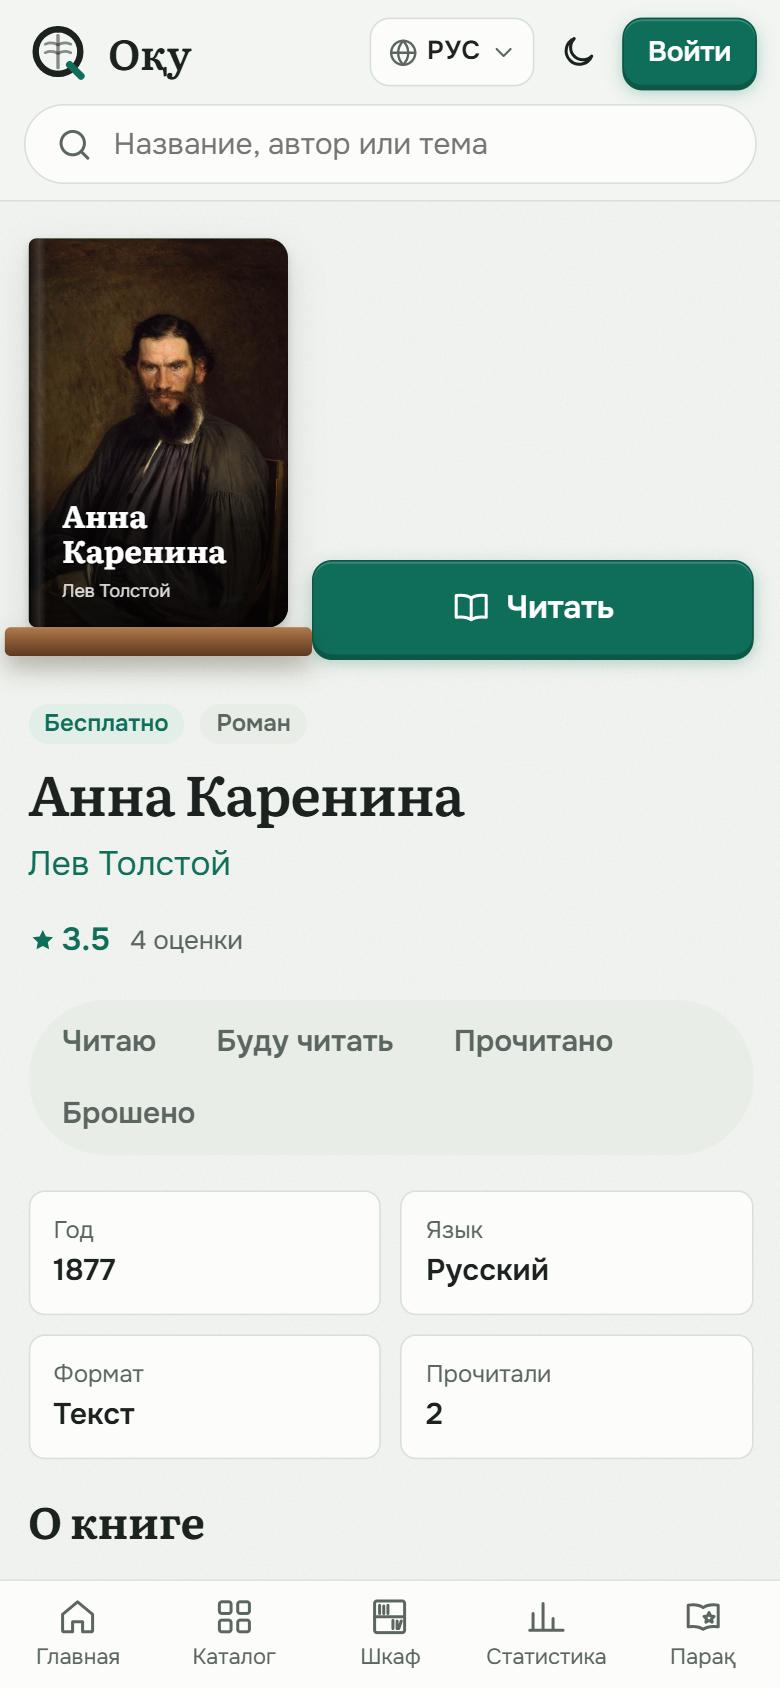 Оқу
РУС
Войти
Название, автор или тема
Анна
Каренина
Лев Толстой
Читать
Бесплатно
Роман
Анна Каренина
Лев Толстой
3.5 4 оценки
Читаю Буду читать Прочитано
Брошено
Год
1877
Язык
Русский
Формат
Текст
Прочитали
2
О книге
Главная
Каталог
Шкаф
Статистика
Парақ